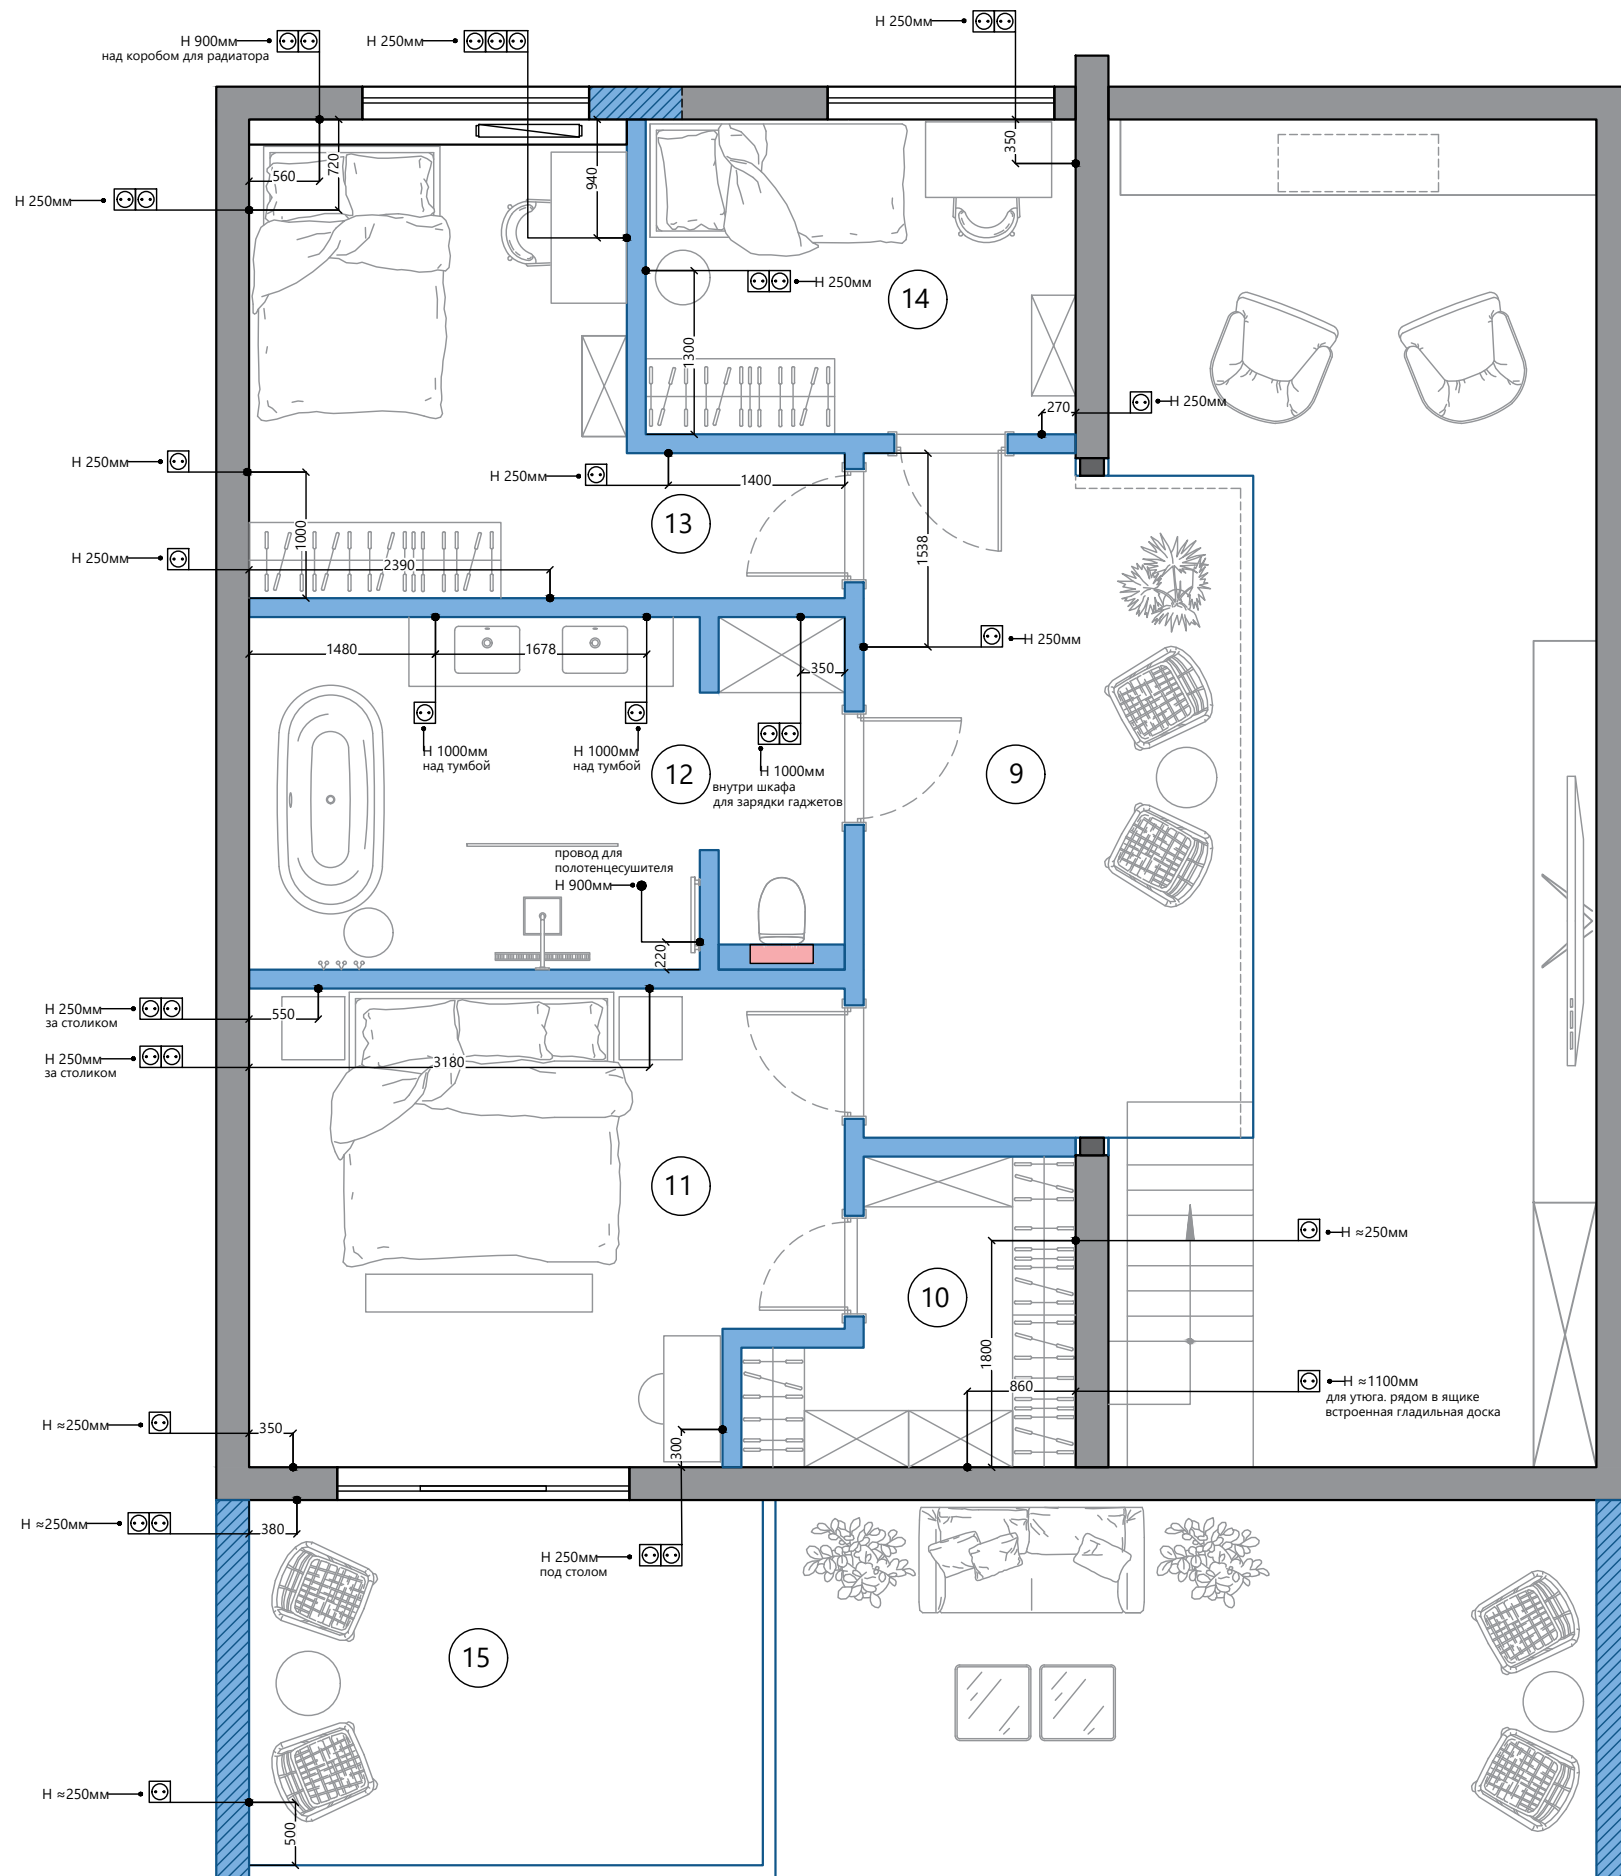 H 250мм
H 900мм
над коробом для радиатора
H 250мм
350
720
560
940
H 250мм
H 250мм
14
1300
270
H 250мм
H 250мм
H 250мм
1400
13
1000
1538
H 250мм
2390
H 250мм
1480
1678
350
H 1000мм
над тумбой
H 1000мм
над тумбой
12
H 1000мм
внутри шкафа
для зарядки гаджетов
9
провод для
полотенцесушителя
H 900мм
220
H 250мм
за столиком
550
H 250мм
за столиком
3180
11
H ≈250мм
10
1800
860
H ≈1100мм
для утюга. рядом в ящике
встроенная гладильная доска
H ≈250мм
350
300
H ≈250мм
380
H 250мм
под столом
15
H ≈250мм
500